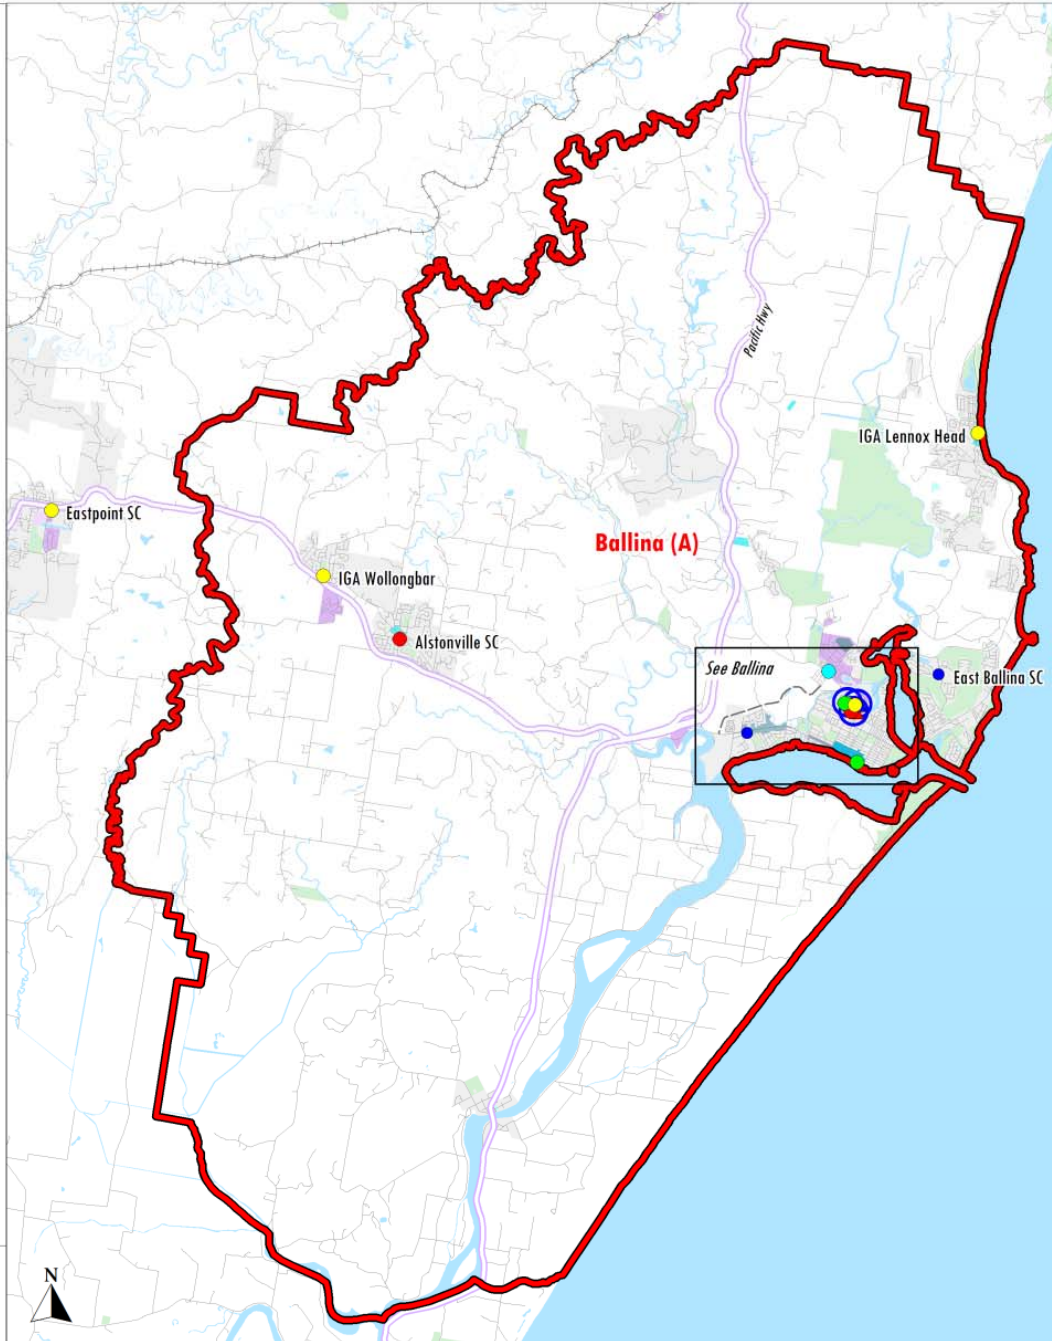 Pacific Hwy
IGA Lennox Head
Eastpoint SC
Ballina (A)
IGA Wollongbar
Alstonville SC
See Ballina
East Ballina SC
N